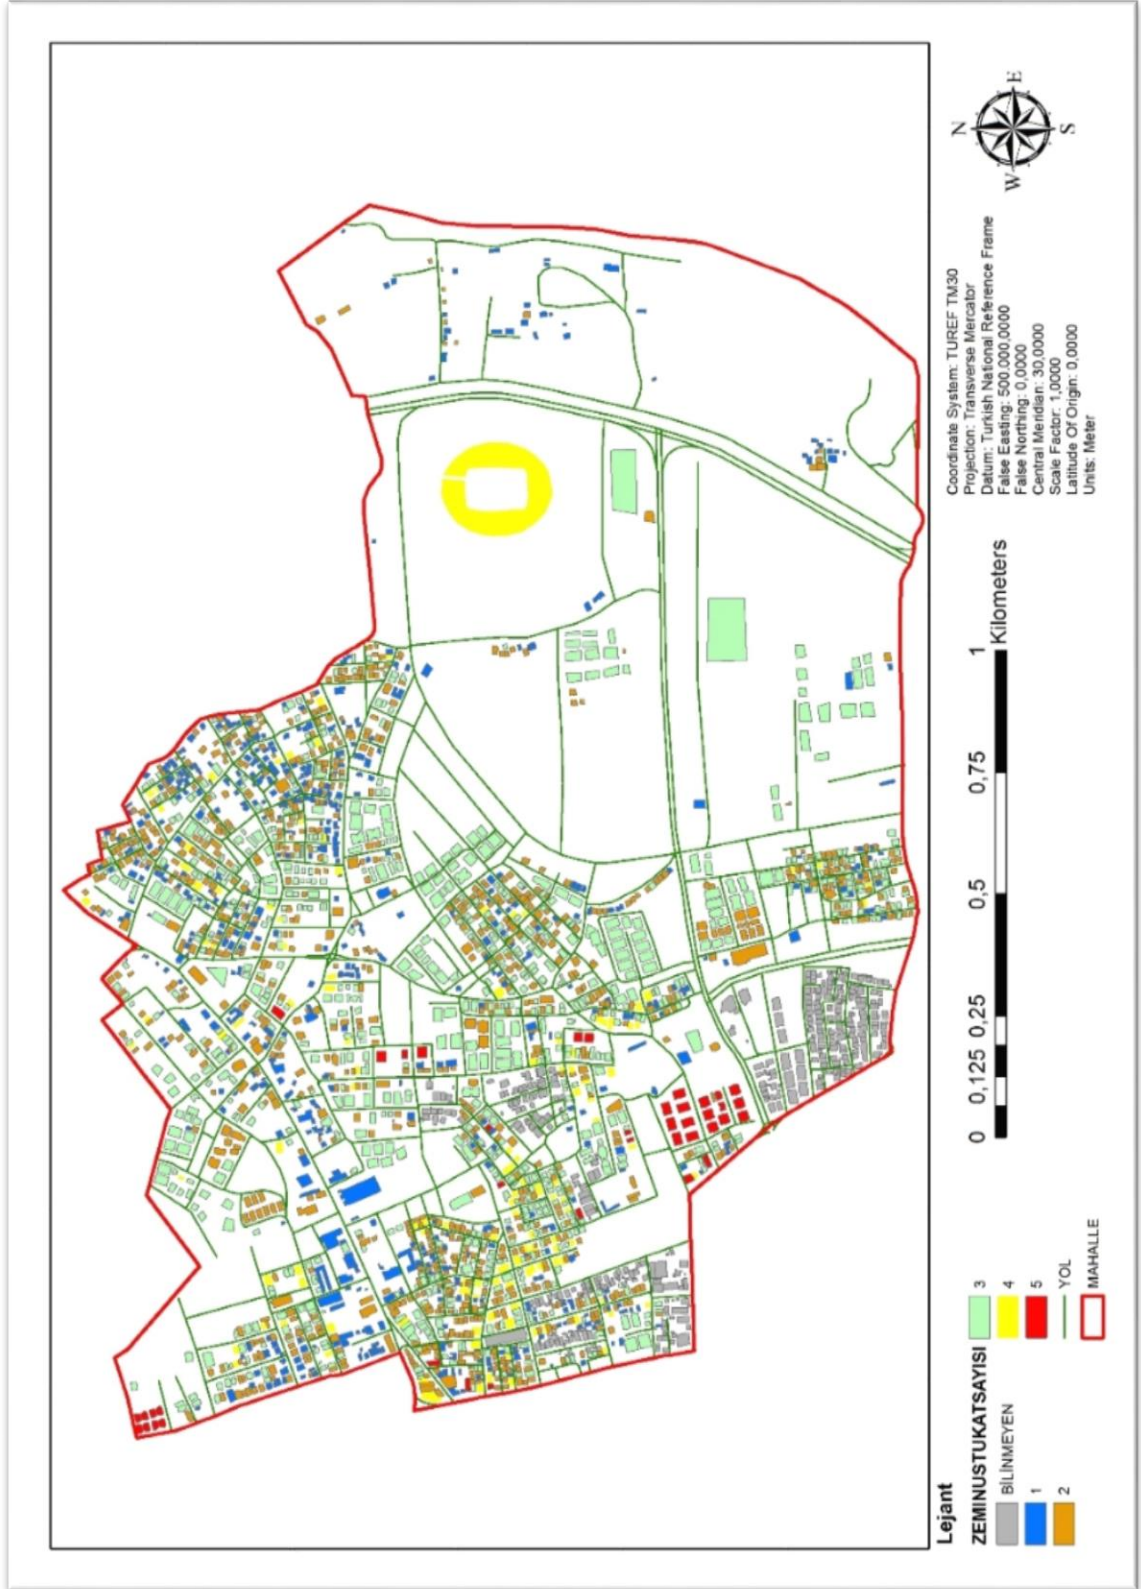 Lejant
ZEMINUSTUKATSAYISI
BİLİNMEYEN
1
2
3
4
5
YOL
MAHALLE
0 0,125 0,25 0,5 0,75 1
Kilometers
Coordinate System: TUREF TM30
Projection: Transverse Mercator
Datum: Turkish National Reference Frame
False Easting: 500.000,0000
False Northing: 0,0000
Central Meridian: 30,0000
Scale Factor: 1,0000
Latitude Of Origin: 0,0000
Units: Meter
N
W E
S